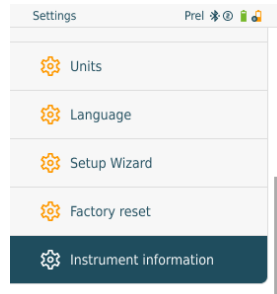 Settings Prel
Units
Language
Setup Wizard
Factory reset
Instrument information